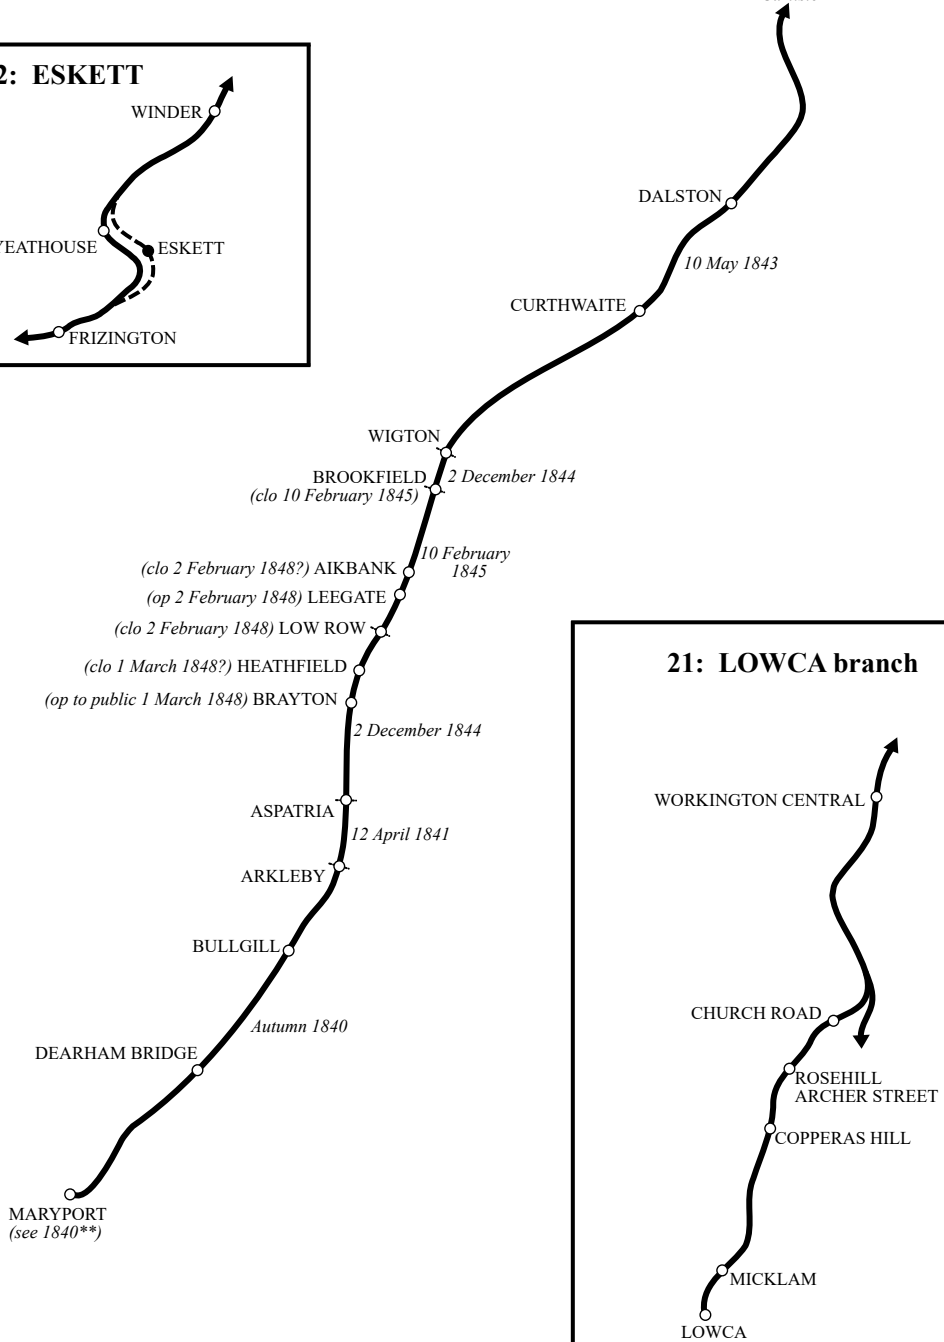 2: ESKETT
WINDER
YEATHOUSE
ESKETT
FRIZINGTON
DALSTON
10 May 1843
CURTHWAITE
WIGTON
BROOKFIELD
2 December 1844
(clo 10 February 1845)
10 February
1845
(clo 2 February 1848?) AIKBANK
(op 2 February 1848) LEEGATE
(clo 2 February 1848) LOW ROW
(clo 1 March 1848?) HEATHFIELD
(op to public 1 March 1848) BRAYTON
2 December 1844
ASPATRIA
12 April 1841
ARKLEBY
BULLGILL
Autumn 1840
DEARHAM BRIDGE
MARYPORT
(see 1840**)
21: LOWCA branch
WORKINGTON CENTRAL
CHURCH ROAD
ROSEHILL
ARCHER STREET
COPPERAS HILL
MICKLAM
LOWCA